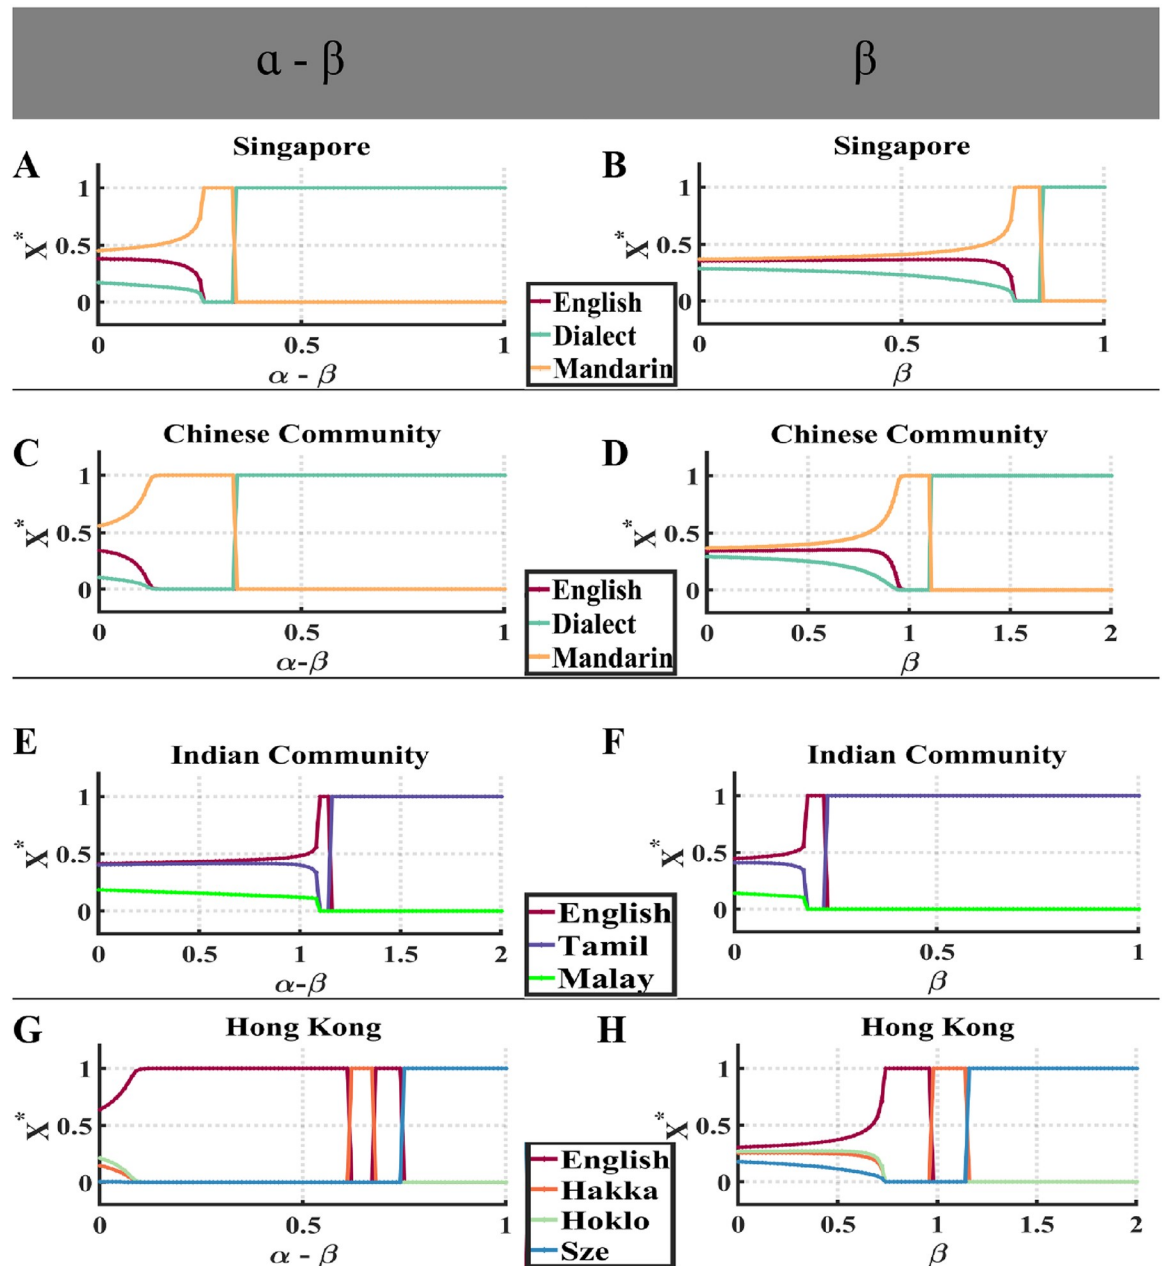 α - β β
A Singapore
1
0.5
0
X*
0 0.5 1
α - β
B Singapore
1
0.5
0
X*
0 0.5 1
β
English
Dialect
Mandarin
C Chinese Community
1
0.5
0
X*
0 0.5 1
α-β
D Chinese Community
1
0.5
0
X*
0 0.5 1 1.5 2
β
English
Dialect
Mandarin
E Indian Community
1
0.5
0
X*
0 0.5 1 1.5 2
α-β
F Indian Community
1
0.5
0
X*
0 0.5 1
β
English
Tamil
Malay
G Hong Kong
1
0.5
0
X*
0 0.5 1
α - β
H Hong Kong
1
0.5
0
X*
0 0.5 1 1.5 2
β
English
Hakka
Hoklo
Sze